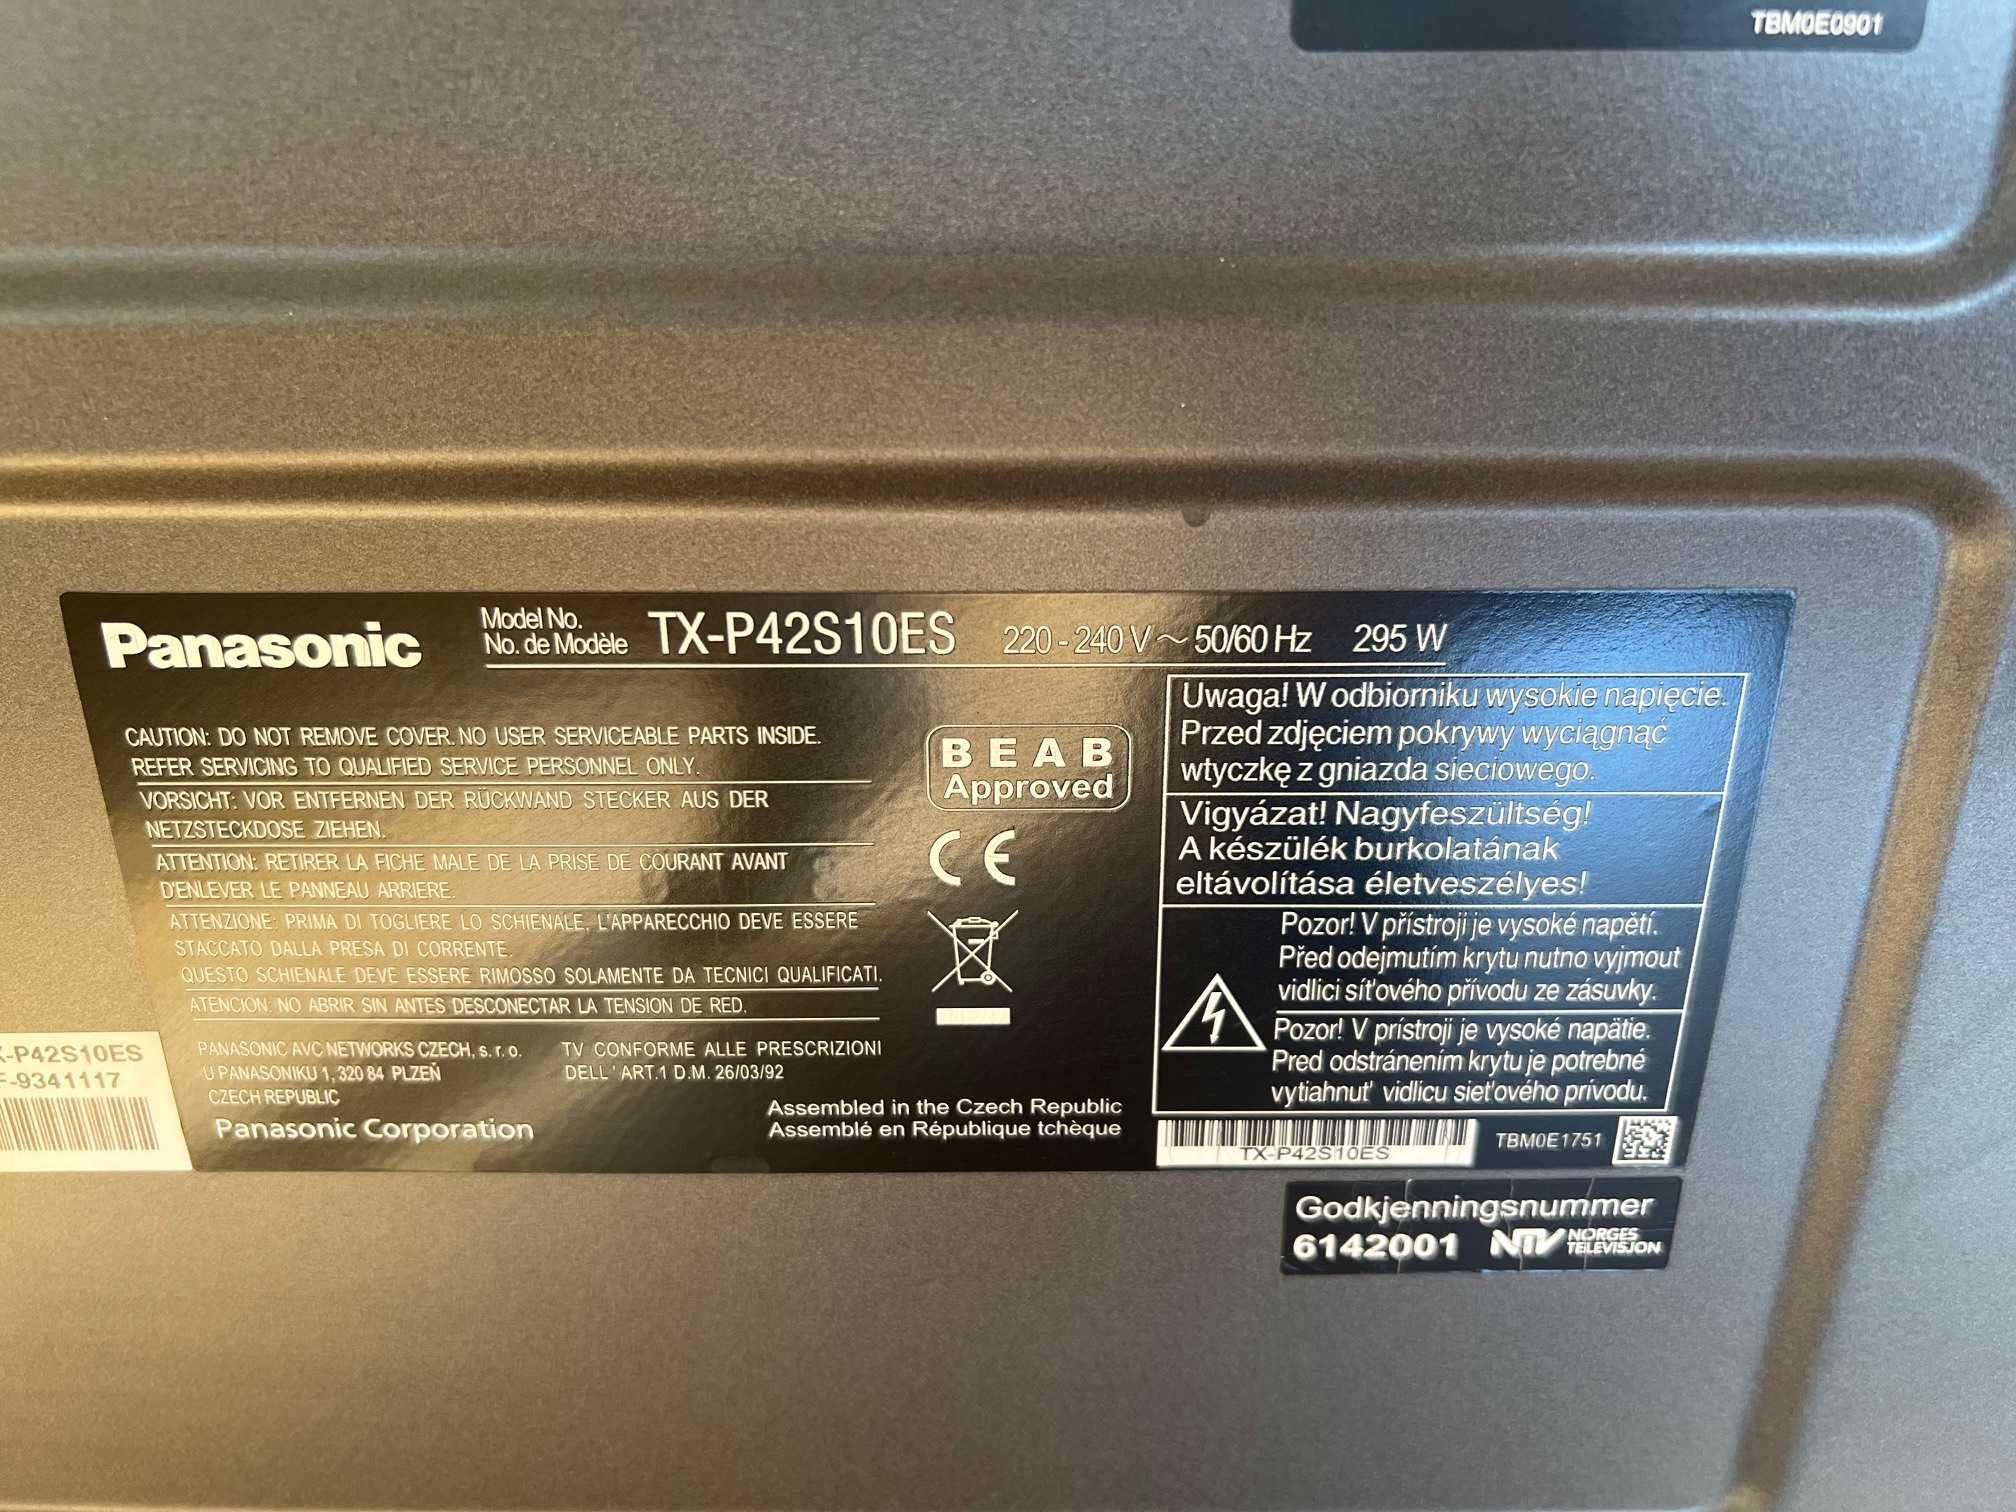 TBM0E0901
Panasonic
Model No.
No. de Modèle
TX-P42S10ES
220 - 240 V ~ 50/60 Hz 295 W
CAUTION: DO NOT REMOVE COVER. NO USER SERVICEABLE PARTS INSIDE.
REFER SERVICING TO QUALIFIED SERVICE PERSONNEL ONLY.
VORSICHT: VOR ENTFERNEN DER RÜCKWAND STECKER AUS DER
NETZSTECKDOSE ZIEHEN.
ATTENTION: RETIRER LA FICHE MALE DE LA PRISE DE COURANT AVANT
D'ENLEVER LE PANNEAU ARRIERE.
ATTENZIONE: PRIMA DI TOGLIERE LO SCHIENALE, L'APPARECCHIO DEVE ESSERE
STACCATO DALLA PRESA DI CORRENTE.
QUESTO SCHIENALE DEVE ESSERE RIMOSSO SOLAMENTE DA TECNICI QUALIFICATI.
ATENCION: NO ABRIR SIN ANTES DESCONECTAR LA TENSION DE RED.
PANASONIC AVC NETWORKS CZECH, s. r. o.
U PANASONIKU 1, 320 84 PLZEŇ
CZECH REPUBLIC
Panasonic Corporation
TV CONFORME ALLE PRESCRIZIONI
DELL' ART.1 D.M. 26/03/92
BEAB
Approved
CE
Assembled in the Czech Republic
Assemblé en République tchèque
Uwaga! W odbiorniku wysokie napięcie.
Przed zdjęciem pokrywy wyciągnąć
wtyczkę z gniazda sieciowego.
Vigyázat! Nagyfeszültség!
A készülék burkolatának
eltávolítása életveszélyes!
Pozor! V přístroji je vysoké napětí.
Před odejmutím krytu nutno vyjmout
vidlici síťového přívodu ze zásuvky.
Pozor! V prístroji je vysoké napätie.
Pred odstránením krytu je potrebné
vytiahnuť vidlicu sieťového prívodu.
TX-P42S10ES
TBM0E1751
-P42S10ES
-9341117
Godkjenningsnummer
6142001 NTV NORGES
TELEVISJON